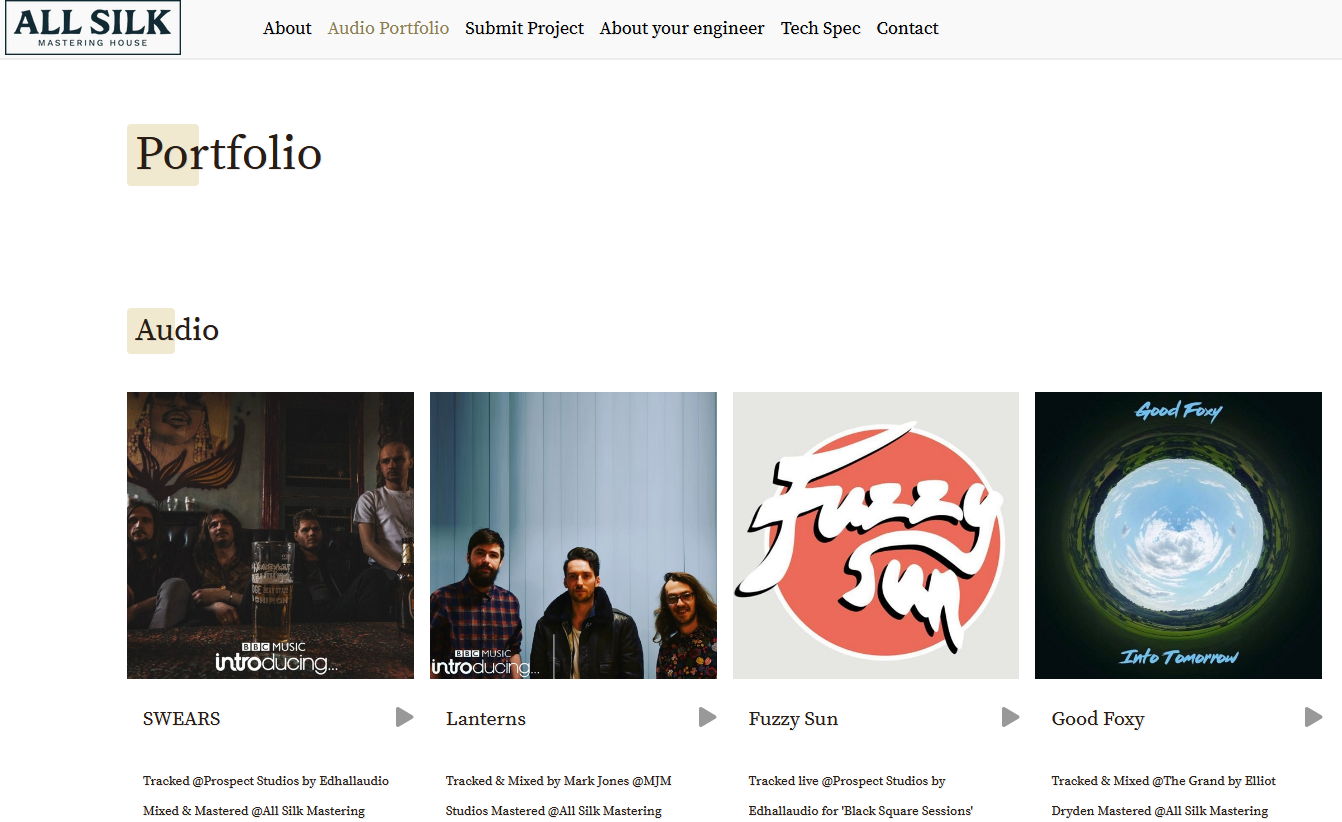 ALL SILK
MASTERING HOUSE
About Audio Portfolio Submit Project About your engineer Tech Spec Contact
Portfolio
Audio
BBC MUSIC
introducing...
BBC MUSIC
introducing...
Fuzzy
Sun
Good Foxy
Into Tomorrow
SWEARS
Lanterns
Fuzzy Sun
Good Foxy
Tracked @Prospect Studios by Edhallaudio
Mixed & Mastered @All Silk Mastering
Tracked & Mixed by Mark Jones @MJM
Studios Mastered @All Silk Mastering
Tracked live @Prospect Studios by
Edhallaudio for 'Black Square Sessions'
Tracked & Mixed @The Grand by Elliot
Dryden Mastered @All Silk Mastering